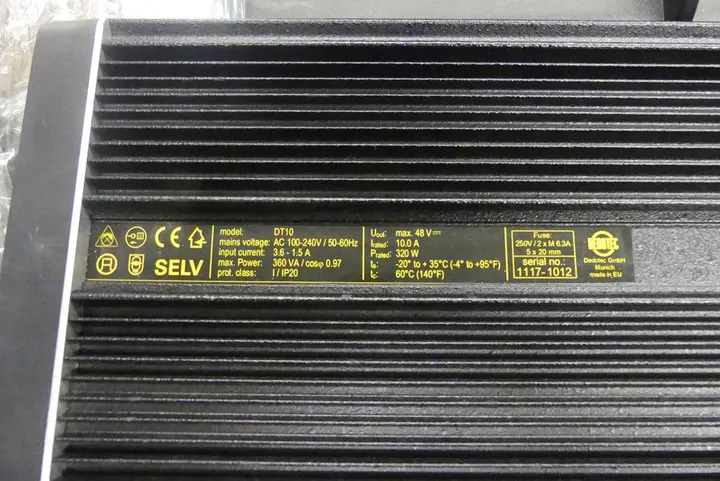 SELV
model: DT10
mains voltage: AC 100-240V / 50-60Hz
input current: 3.6 - 1.5 A
max. Power: 360 VA / cosφ 0.97
prot. class: I / IP20
Uout: max. 48 V⎓
Irated: 10.0 A
Prated: 320 W
ta: -20° to + 35°C (-4° to +95°F)
tc: 60°C (140°F)
Fuse:
250V / 2 x M 6.3A
5 x 20 mm
serial no.:
1117-1012
DEDOTEC
Dedotec GmbH
Munich
made in EU